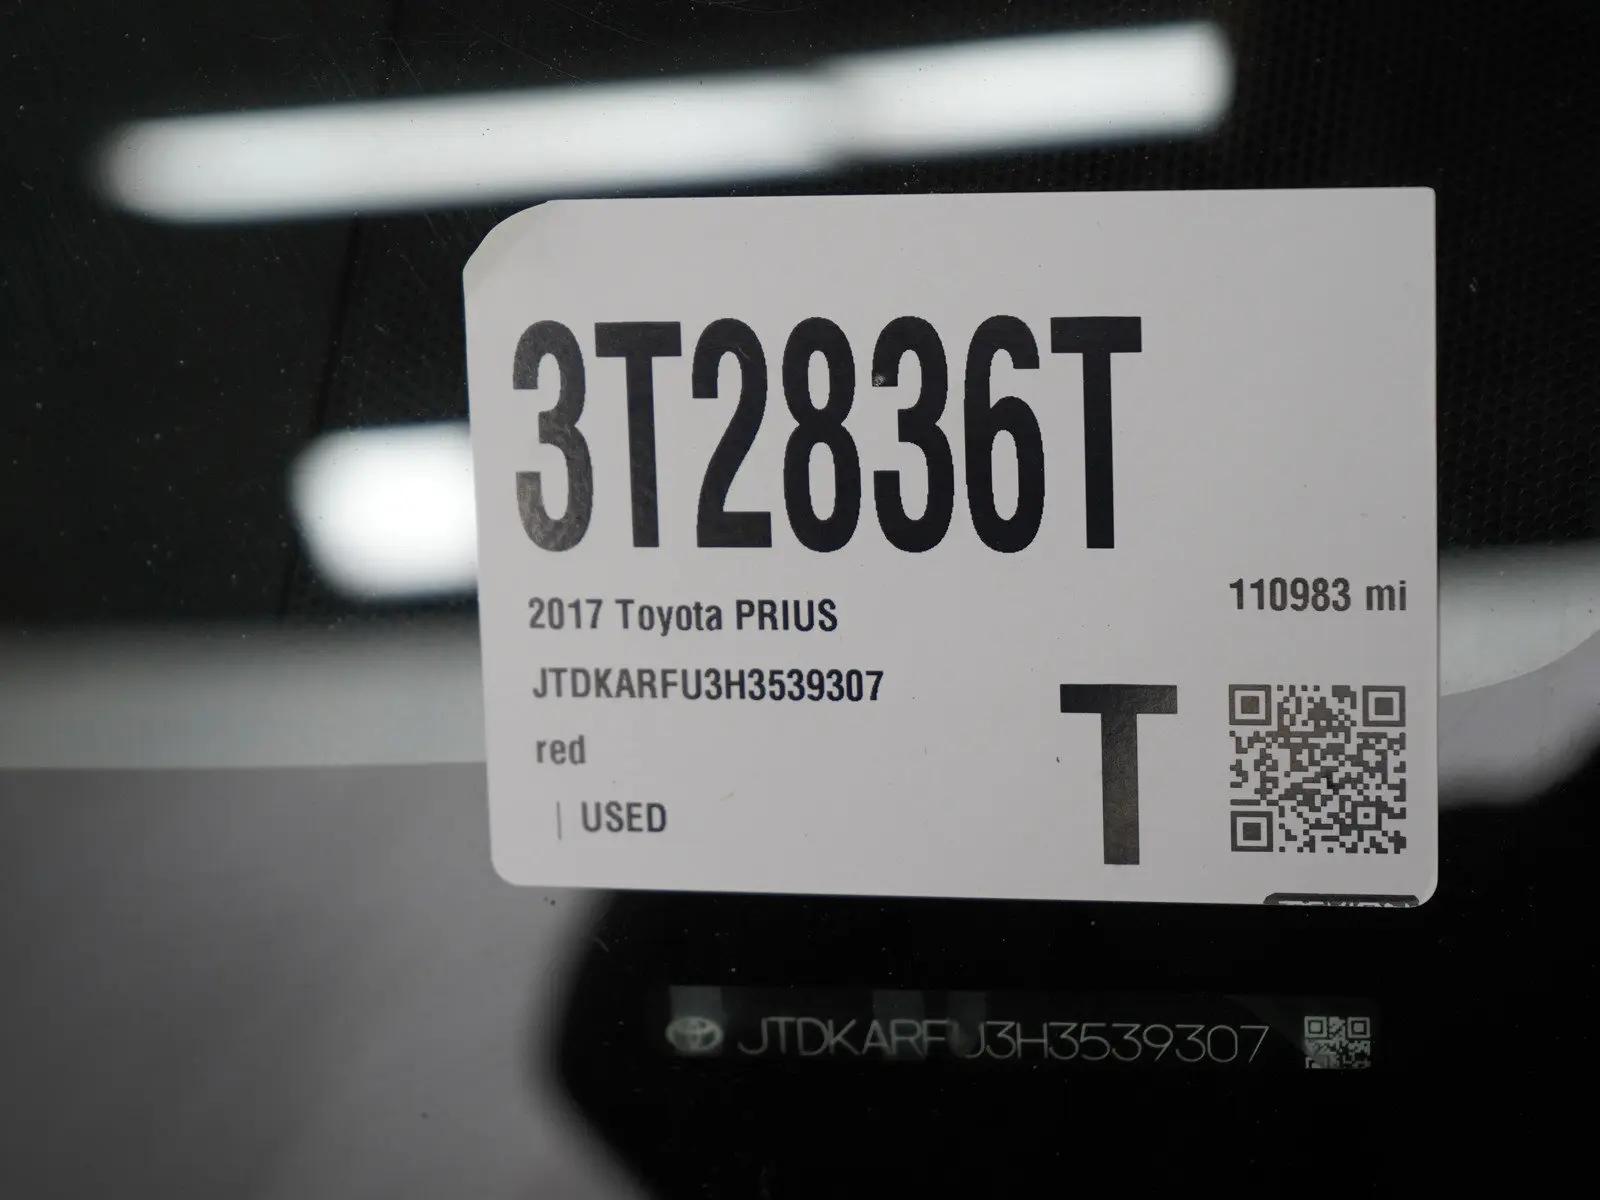 3T2836T
2017 Toyota PRIUS
110983 mi
JTDKARFU3H3539307
red
T
| USED
JTDKARFU3H3539307